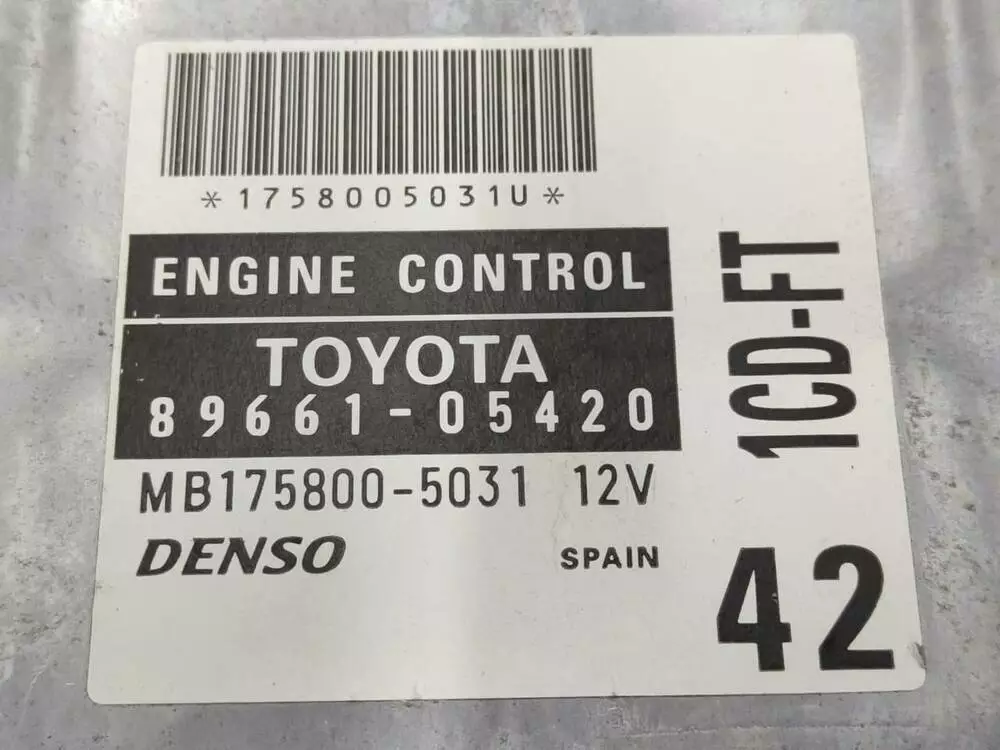 *1758005031U*
ENGINE CONTROL
TOYOTA
89661-05420
MB175800-5031 12V
DENSO SPAIN
1CD-FT
42